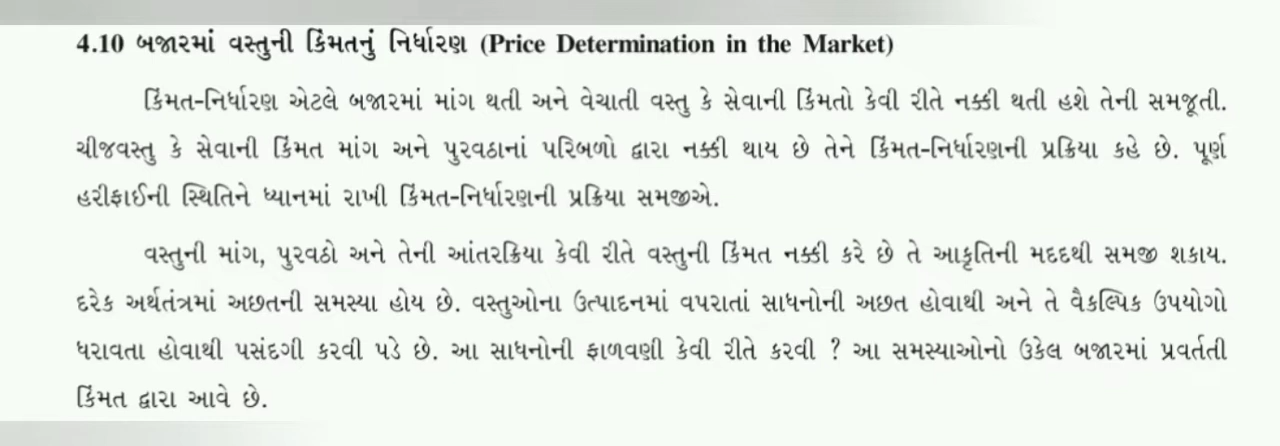 4.10 બજારમાં વસ્તુની કિંમતનું નિર્ધારણ (Price Determination in the Market)
કિંમત-નિર્ધારણ એટલે બજારમાં માંગ થતી અને વેચાતી વસ્તુ કે સેવાની કિંમતો કેવી રીતે નક્કી થતી હશે તેની સમજૂતી.
ચીજવસ્તુ કે સેવાની કિંમત માંગ અને પુરવઠાનાં પરિબળો દ્વારા નક્કી થાય છે તેને કિંમત-નિર્ધારણની પ્રક્રિયા કહે છે. પૂર્ણ
હરીફાઈની સ્થિતિને ધ્યાનમાં રાખી કિંમત-નિર્ધારણની પ્રક્રિયા સમજીએ.
વસ્તુની માંગ, પુરવઠો અને તેની આંતરક્રિયા કેવી રીતે વસ્તુની કિંમત નક્કી કરે છે તે આકૃતિની મદદથી સમજી શકાય.
દરેક અર્થતંત્રમાં અછતની સમસ્યા હોય છે. વસ્તુઓના ઉત્પાદનમાં વપરાતાં સાધનોની અછત હોવાથી અને તે વૈકલ્પિક ઉપયોગો
ધરાવતા હોવાથી પસંદગી કરવી પડે છે. આ સાધનોની ફાળવણી કેવી રીતે કરવી ? આ સમસ્યાઓનો ઉકેલ બજારમાં પ્રવર્તતી
કિંમત દ્વારા આવે છે.